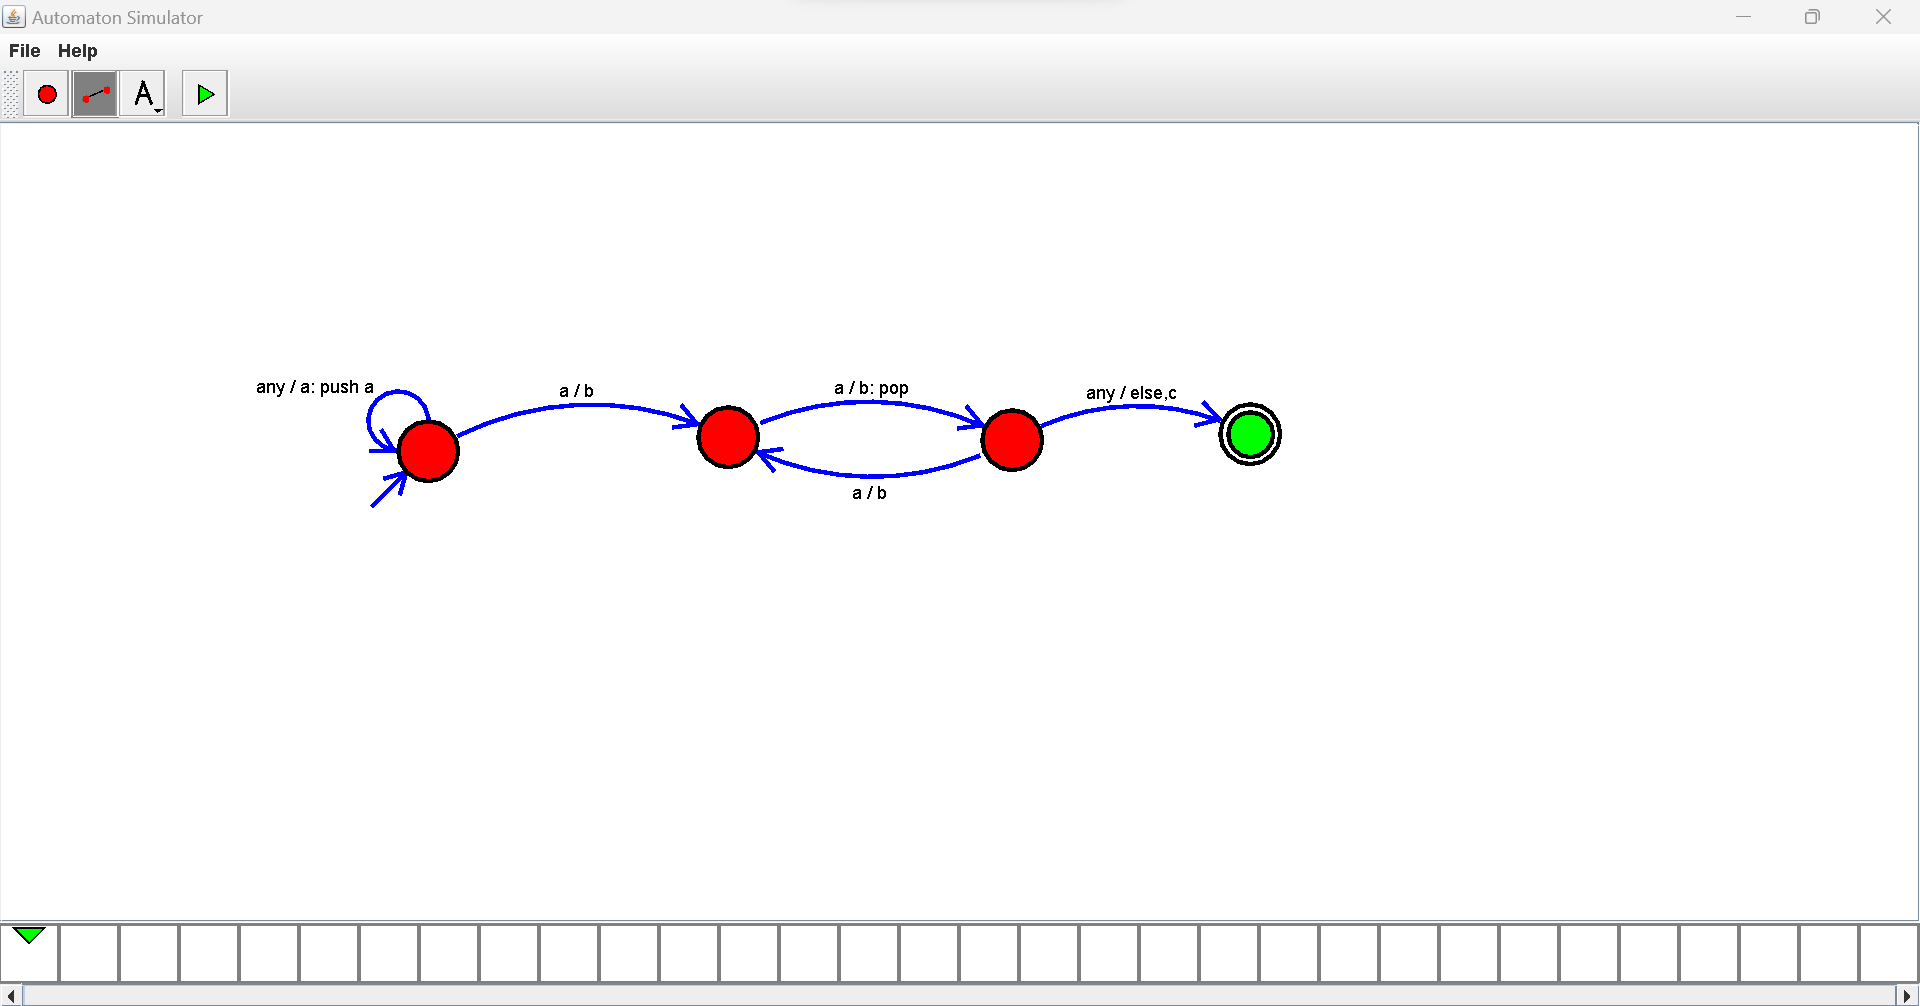 Automaton Simulator
File Help
A
any / a: push a
a / b
a / b: pop
any / else,c
a / b